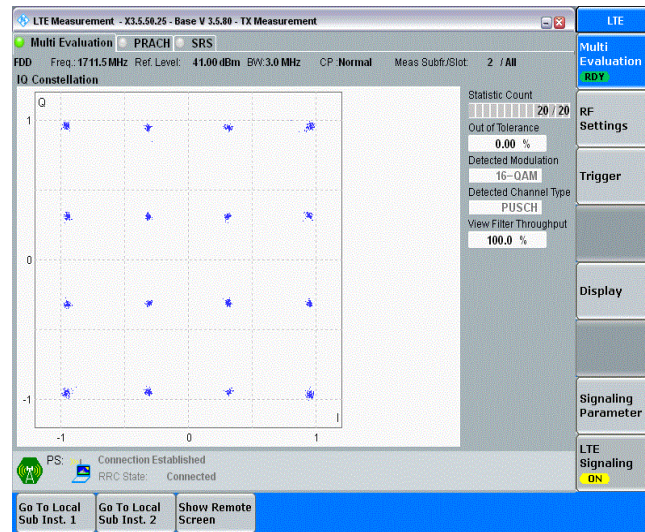 LTE Measurement - X3.5.50.25 - Base V 3.5.80 - TX Measurement
LTE
Multi Evaluation PRACH SRS
FDD Freq.: 1711.5 MHz Ref. Level: 41.00 dBm BW: 3.0 MHz CP: Normal Meas Subfr/Slot: 2 / All
IQ Constellation
Q
1
0
-1
-1 0 1
I
Statistic Count
20 / 20
Out of Tolerance
0.00 %
Detected Modulation
16-QAM
Detected Channel Type
PUSCH
View Filter Throughput
100.0 %
Multi
Evaluation
RDY
RF
Settings
Trigger
Display
Signaling
Parameter
LTE
Signaling
ON
PS: Connection Established
RRC State: Connected
Go To Local
Sub Inst. 1
Go To Local
Sub Inst. 2
Show Remote
Screen